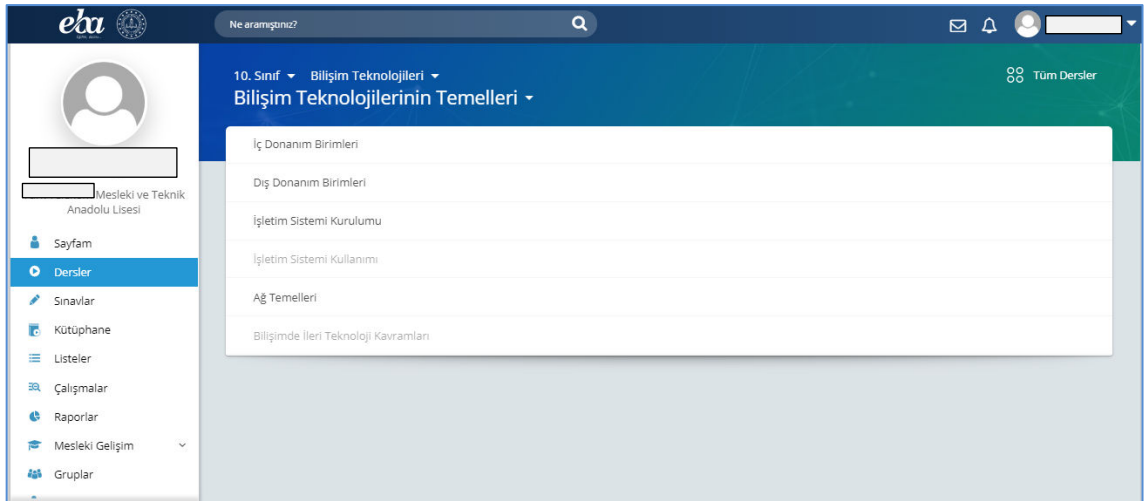 eba
Ne aramıştınız?
10. Sınıf
Bilişim Teknolojileri
Tüm Dersler
Bilişim Teknolojilerinin Temelleri
İç Donanım Birimleri
Dış Donanım Birimleri
İşletim Sistemi Kurulumu
İşletim Sistemi Kullanımı
Ağ Temelleri
Bilişimde İleri Teknoloji Kavramları
Mesleki ve Teknik
Anadolu Lisesi
Sayfam
Dersler
Sınavlar
Kütüphane
Listeler
Çalışmalar
Raporlar
Mesleki Gelişim
Gruplar